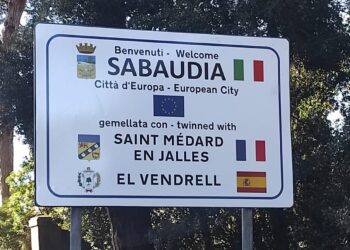 Benvenuti - Welcome
SABAUDIA
Città d'Europa - European City
gemellata con - twinned with
SAINT MÉDARD
EN JALLES
EL VENDRELL